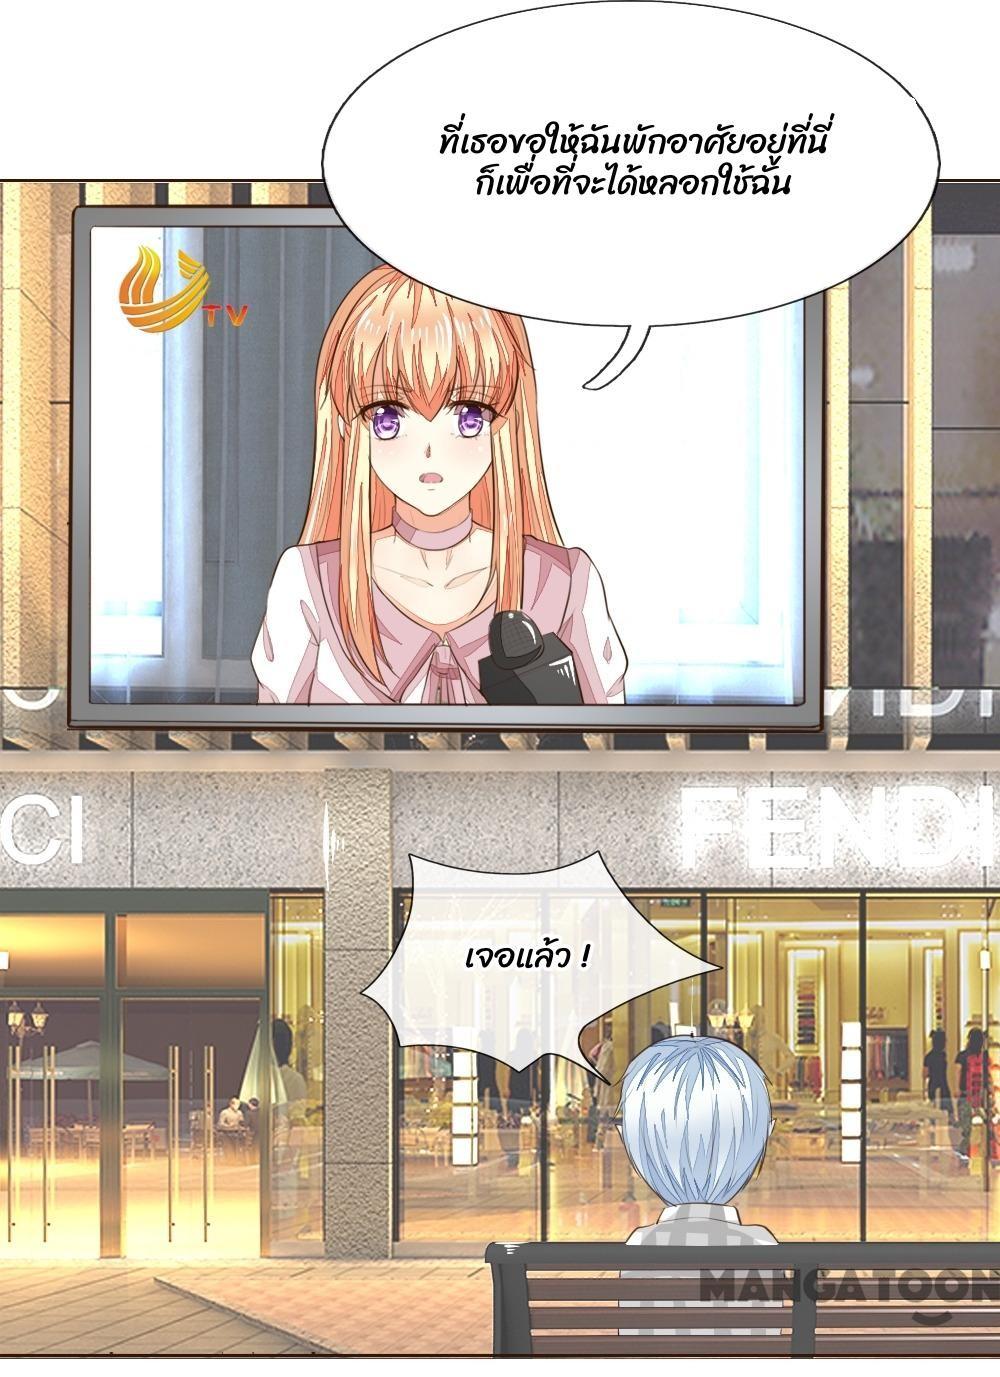 ที่เธอขอให้ฉันพักอาศัยอยู่ที่นี่
ก็เพื่อที่จะได้หลอกใช้ฉัน
TV
VIDI
CI
FENDI
เจอแล้ว !
MANGATOON